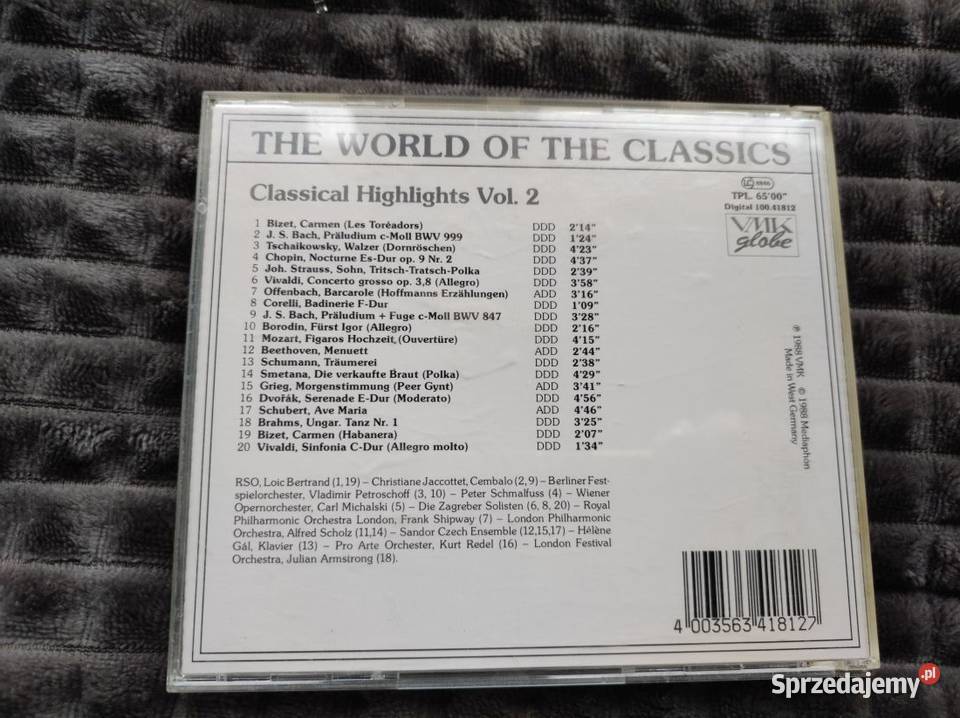 THE WORLD OF THE CLASSICS
Classical Highlights Vol. 2
LC
TPL. 65'00"
Digital 100.41812
VMK
globe
1 Bizet, Carmen (Les Toréadors) DDD 2'14"
2 J. S. Bach, Präludium c-Moll BWV 999 DDD 1'24"
3 Tschaikowsky, Walzer (Dornröschen) DDD 4'23"
4 Chopin, Nocturne Es-Dur op. 9 Nr. 2 DDD 4'37"
5 Joh. Strauss, Sohn, Tritsch-Tratsch-Polka DDD 2'39"
6 Vivaldi, Concerto grosso op. 3,8 (Allegro) DDD 3'58"
7 Offenbach, Barcarole (Hoffmanns Erzählungen) ADD 3'16"
8 Corelli, Badinerie F-Dur DDD 1'09"
9 J. S. Bach, Präludium + Fuge c-Moll BWV 847 DDD 3'28"
10 Borodin, Fürst Igor (Allegro) DDD 2'16"
11 Mozart, Figaros Hochzeit, (Ouvertüre) DDD 4'15"
12 Beethoven, Menuett ADD 2'44"
13 Schumann, Träumerei DDD 2'38"
14 Smetana, Die verkaufte Braut (Polka) DDD 4'29"
15 Grieg, Morgenstimmung (Peer Gynt) ADD 3'41"
16 Dvořák, Serenade E-Dur (Moderato) DDD 4'56"
17 Schubert, Ave Maria ADD 4'46"
18 Brahms, Ungar. Tanz Nr. 1 DDD 3'25"
19 Bizet, Carmen (Habanera) DDD 2'07"
20 Vivaldi, Sinfonia C-Dur (Allegro molto) DDD 1'34"
RSO, Loic Bertrand (1, 19) – Christiane Jaccottet, Cembalo (2, 9) – Berliner Fest-
spielorchester, Vladimir Petroschoff (3, 10) – Peter Schmalfuss (4) – Wiener
Opernorchester, Carl Michalski (5) – Die Zagreber Solisten (6, 8, 20) – Royal
Philharmonic Orchestra London, Frank Shipway (7) – London Philharmonic
Orchestra, Alfred Scholz (11,14) – Sandor Czech Ensemble (12,15,17) – Hélène
Gál, Klavier (13) – Pro Arte Orchester, Kurt Redel (16) – London Festival
Orchestra, Julian Armstrong (18).
℗ 1988 VMK © 1988 Mediaphon
Made in West Germany
4 003563 418127
Sprzedajemy.pl